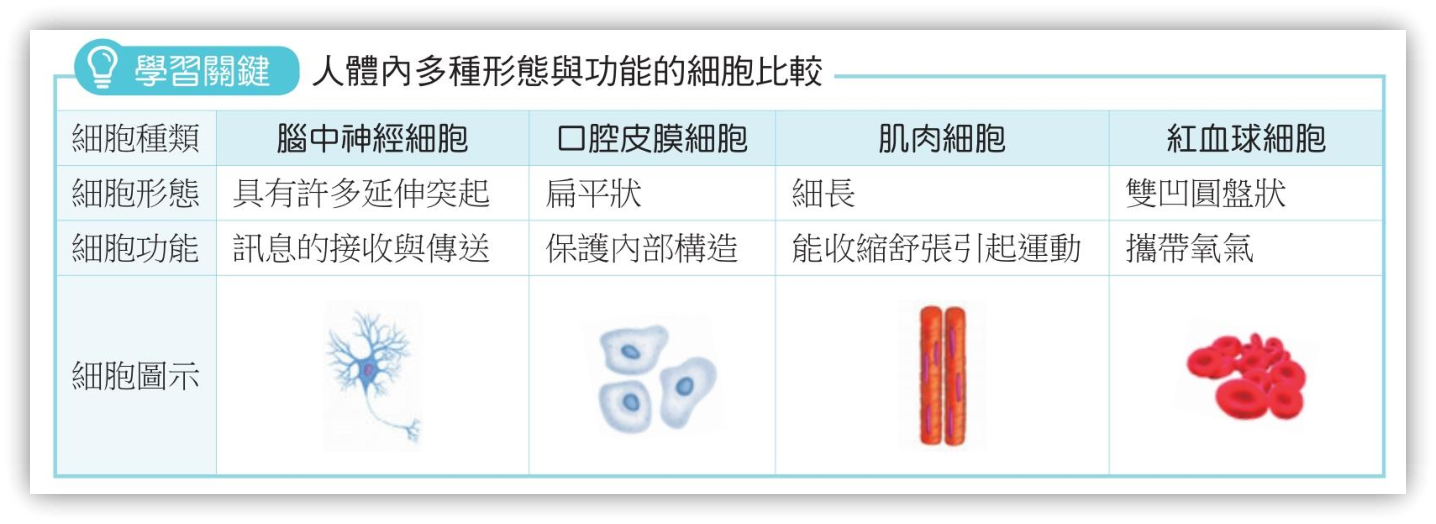 學習關鍵 人體內多種形態與功能的細胞比較
細胞種類 腦中神經細胞 口腔皮膜細胞 肌肉細胞 紅血球細胞
細胞形態 具有許多延伸突起 扁平狀 細長 雙凹圓盤狀
細胞功能 訊息的接收與傳送 保護內部構造 能收縮舒張引起運動 攜帶氧氣
細胞圖示